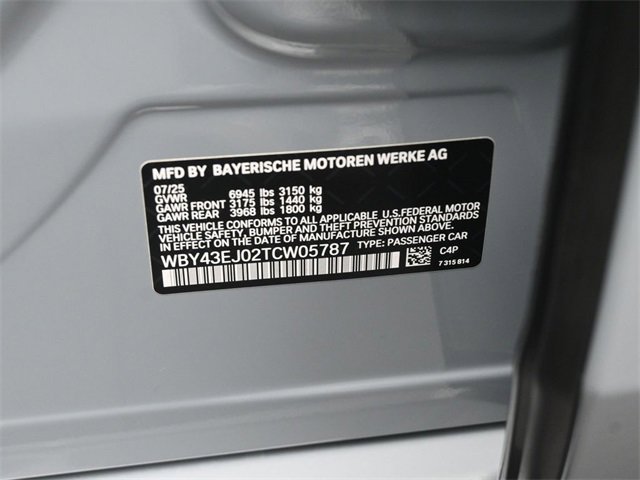 MFD BY BAYERISCHE MOTOREN WERKE AG
07/25
GVWR 6945 lbs 3150 kg
GAWR FRONT 3175 lbs 1440 kg
GAWR REAR 3968 lbs 1800 kg
THIS VEHICLE CONFORMS TO ALL APPLICABLE U.S.FEDERAL MOTOR
VEHICLE SAFETY, BUMPER AND THEFT PREVENTION STANDARDS
IN EFFECT ON THE DATE OF MANUFACTURE SHOWN ABOVE.
WBY43EJ02TCW05787 TYPE: PASSENGER CAR
C4P
7 315 814